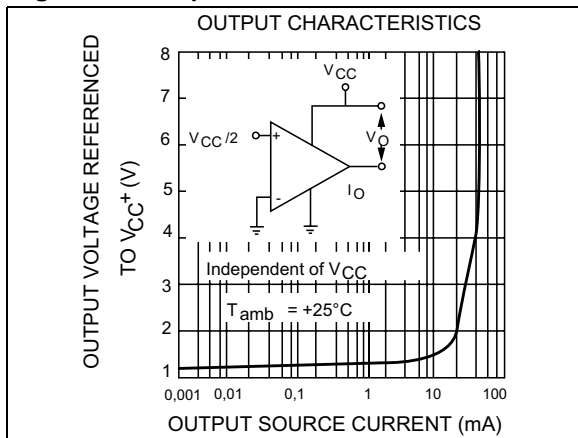 OUTPUT CHARACTERISTICS
OUTPUT VOLTAGE REFERENCED
TO VCC+ (V)
8
7
6
5
4
3
2
1
VCC
VCC/2
+
-
VO
IO
Independent of VCC
Tamb = +25°C
0,001 0,01 0,1 1 10 100
OUTPUT SOURCE CURRENT (mA)